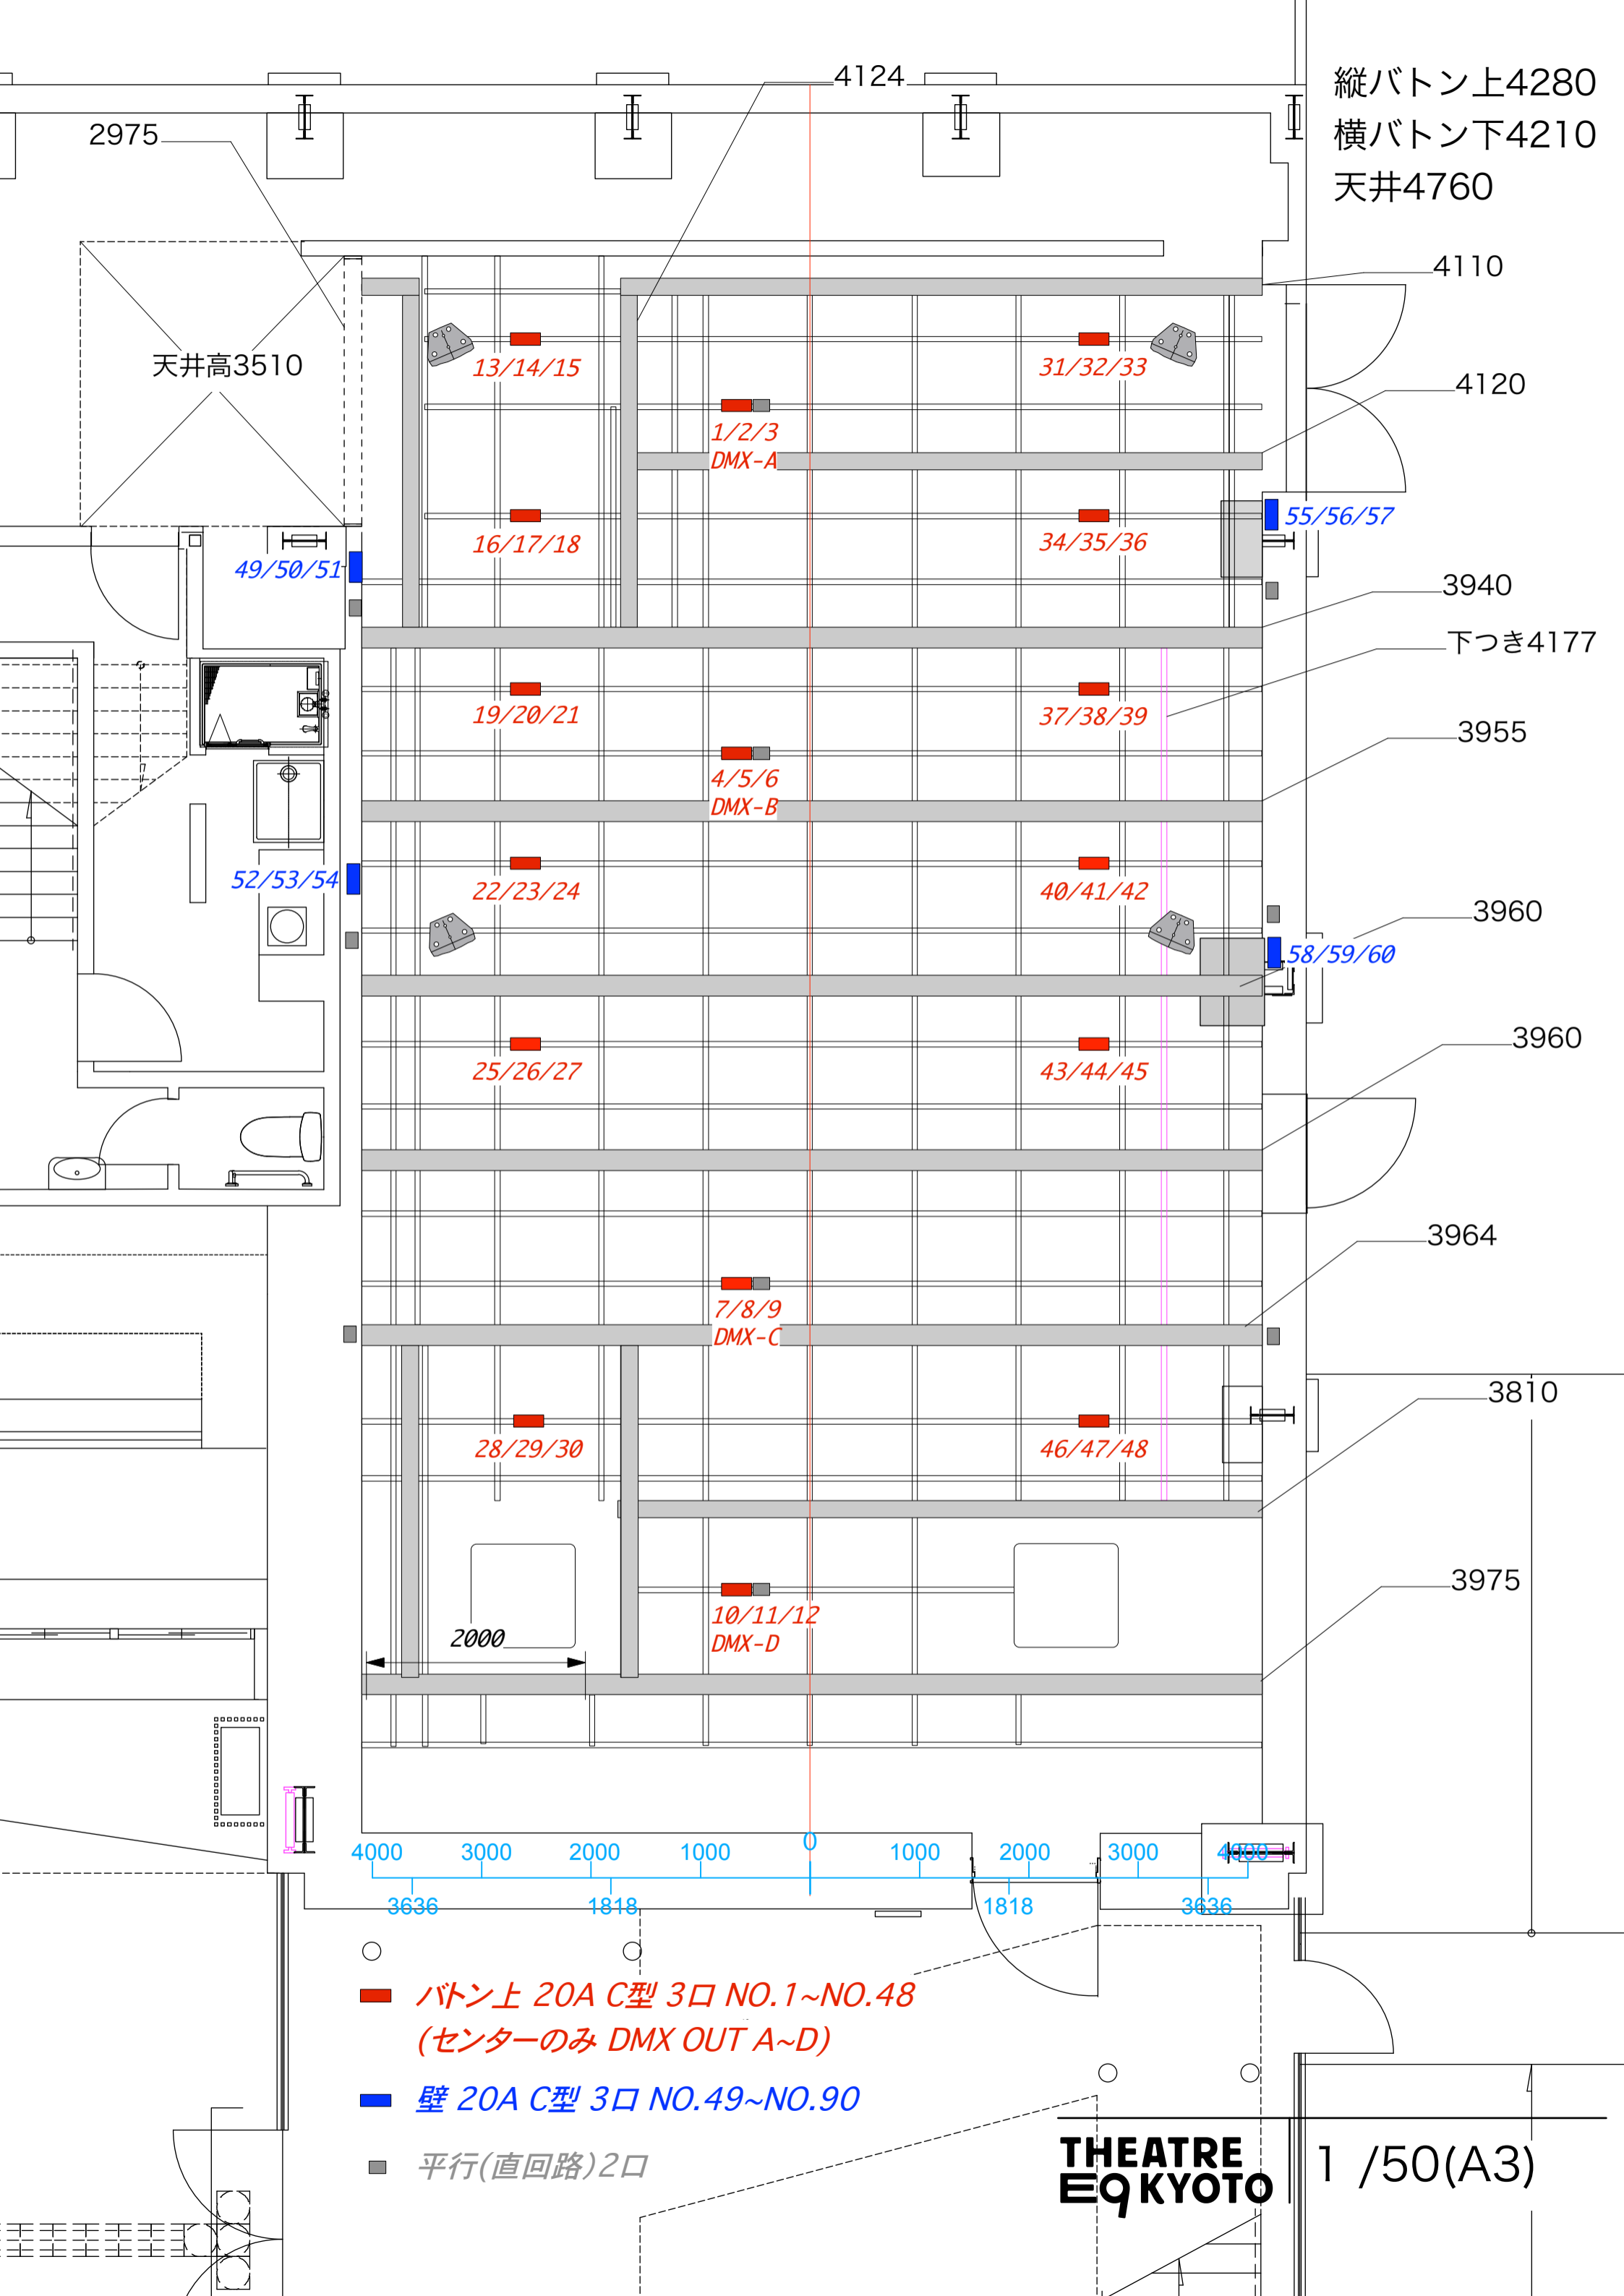 4124
縦バトン上4280
横バトン下4210
天井4760
2975
4110
天井高3510
13/14/15
31/32/33
4120
1/2/3
DMX-A
16/17/18
34/35/36
55/56/57
49/50/51
3940
下つき4177
19/20/21
37/38/39
3955
4/5/6
DMX-B
52/53/54
22/23/24
40/41/42
3960
58/59/60
3960
25/26/27
43/44/45
3964
7/8/9
DMX-C
3810
28/29/30
46/47/48
3975
10/11/12
DMX-D
2000
4000 3000 2000 1000 0 1000 2000 3000 4000
3636 1818 1818 3636
バトン上 20A C型 3口 NO.1~NO.48
(センターのみ DMX OUT A~D)
壁 20A C型 3口 NO.49~NO.90
平行(直回路)2口
THEATRE
E9 KYOTO
1 /50(A3)